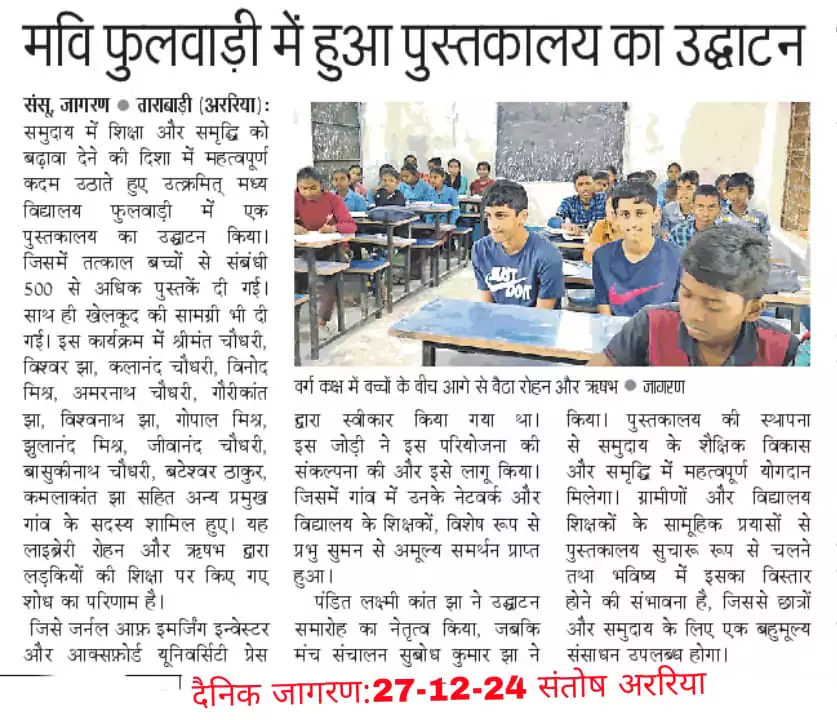 मवि फुलवाड़ी में हुआ पुस्तकालय का उद्घाटन
संसू, जागरण ● ताराबाड़ी (अररिया):
समुदाय में शिक्षा और समृद्धि को
बढ़ावा देने की दिशा में महत्वपूर्ण
कदम उठाते हुए उत्क्रमित् मध्य
विद्यालय फुलवाड़ी में एक
पुस्तकालय का उद्घाटन किया।
जिसमें तत्काल बच्चों से संबंधी
500 से अधिक पुस्तकें दी गई।
साथ ही खेलकूद की सामग्री भी दी
गई। इस कार्यक्रम में श्रीमंत चौधरी,
विश्वर झा, कलानंद चौधरी, विनोद
मिश्र, अमरनाथ चौधरी, गौरीकांत
झा, विश्वनाथ झा, गोपाल मिश्र,
झुलानंद मिश्र, जीवानंद चौधरी,
बासुकीनाथ चौधरी, बटेश्वर ठाकुर,
कमलाकांत झा सहित अन्य प्रमुख
गांव के सदस्य शामिल हुए। यह
लाइब्रेरी रोहन और ऋषभ द्वारा
लड़कियों की शिक्षा पर किए गए
शोध का परिणाम है।
जिसे जर्नल आफ़ इमर्जिंग इन्वेस्टर
और आक्सफ़ोर्ड यूनिवर्सिटी प्रेस
JUST
DO IT
वर्ग कक्ष में बच्चों के बीच आगे से बैठा रोहन और ऋषभ ● जागरण
द्वारा स्वीकार किया गया था।
इस जोड़ी ने इस परियोजना की
संकल्पना की और इसे लागू किया।
जिसमें गांव में उनके नेटवर्क और
विद्यालय के शिक्षकों, विशेष रूप से
प्रभु सुमन से अमूल्य समर्थन प्राप्त
हुआ।
पंडित लक्ष्मी कांत झा ने उद्घाटन
समारोह का नेतृत्व किया, जबकि
मंच संचालन सुबोध कुमार झा ने
किया। पुस्तकालय की स्थापना
से समुदाय के शैक्षिक विकास
और समृद्धि में महत्वपूर्ण योगदान
मिलेगा। ग्रामीणों और विद्यालय
शिक्षकों के सामूहिक प्रयासों से
पुस्तकालय सुचारू रूप से चलने
तथा भविष्य में इसका विस्तार
होने की संभावना है, जिससे छात्रों
और समुदाय के लिए एक बहुमूल्य
संसाधन उपलब्ध होगा।
दैनिक जागरण:27-12-24 संतोष अररिया